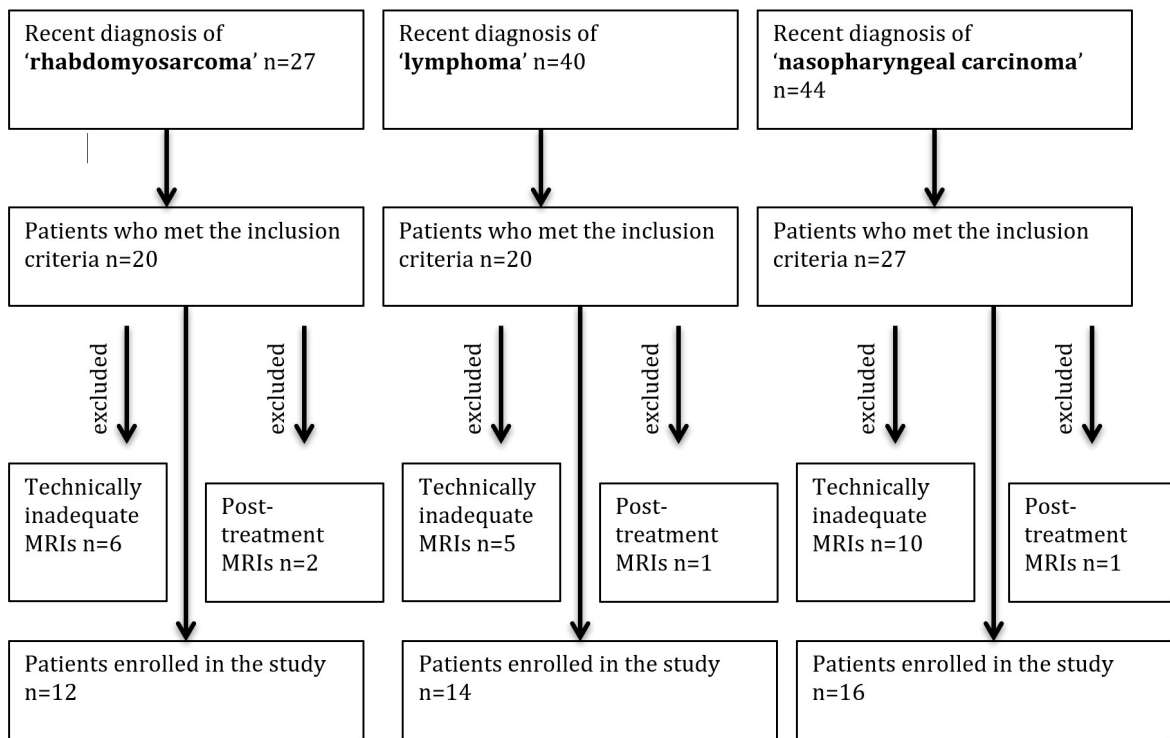 Recent diagnosis of
‘rhabdomyosarcoma’ n=27
Recent diagnosis of
‘lymphoma’ n=40
Recent diagnosis of
‘nasopharyngeal carcinoma’
n=44
Patients who met the inclusion
criteria n=20
Patients who met the inclusion
criteria n=20
Patients who met the inclusion
criteria n=27
excluded
excluded
excluded
excluded
excluded
excluded
Technically
inadequate
MRIs n=6
Post-
treatment
MRIs n=2
Technically
inadequate
MRIs n=5
Post-
treatment
MRIs n=1
Technically
inadequate
MRIs n=10
Post-
treatment
MRIs n=1
Patients enrolled in the study
n=12
Patients enrolled in the study
n=14
Patients enrolled in the study
n=16